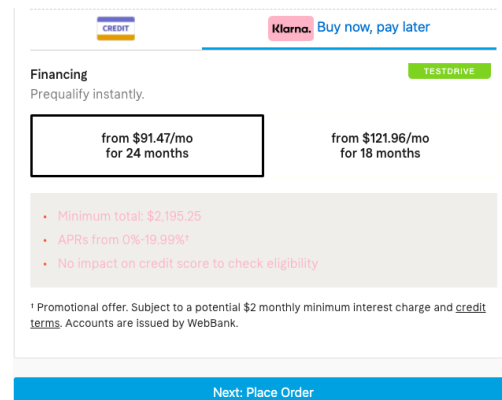 CREDIT
Klarna. Buy now, pay later
Financing
TESTDRIVE
Prequalify instantly.
from $91.47/mo
for 24 months
from $121.96/mo
for 18 months
• Minimum total: $2,195.25
• APRs from 0%-19.99%†
• No impact on credit score to check eligibility
† Promotional offer. Subject to a potential $2 monthly minimum interest charge and credit
terms. Accounts are issued by WebBank.
Next: Place Order